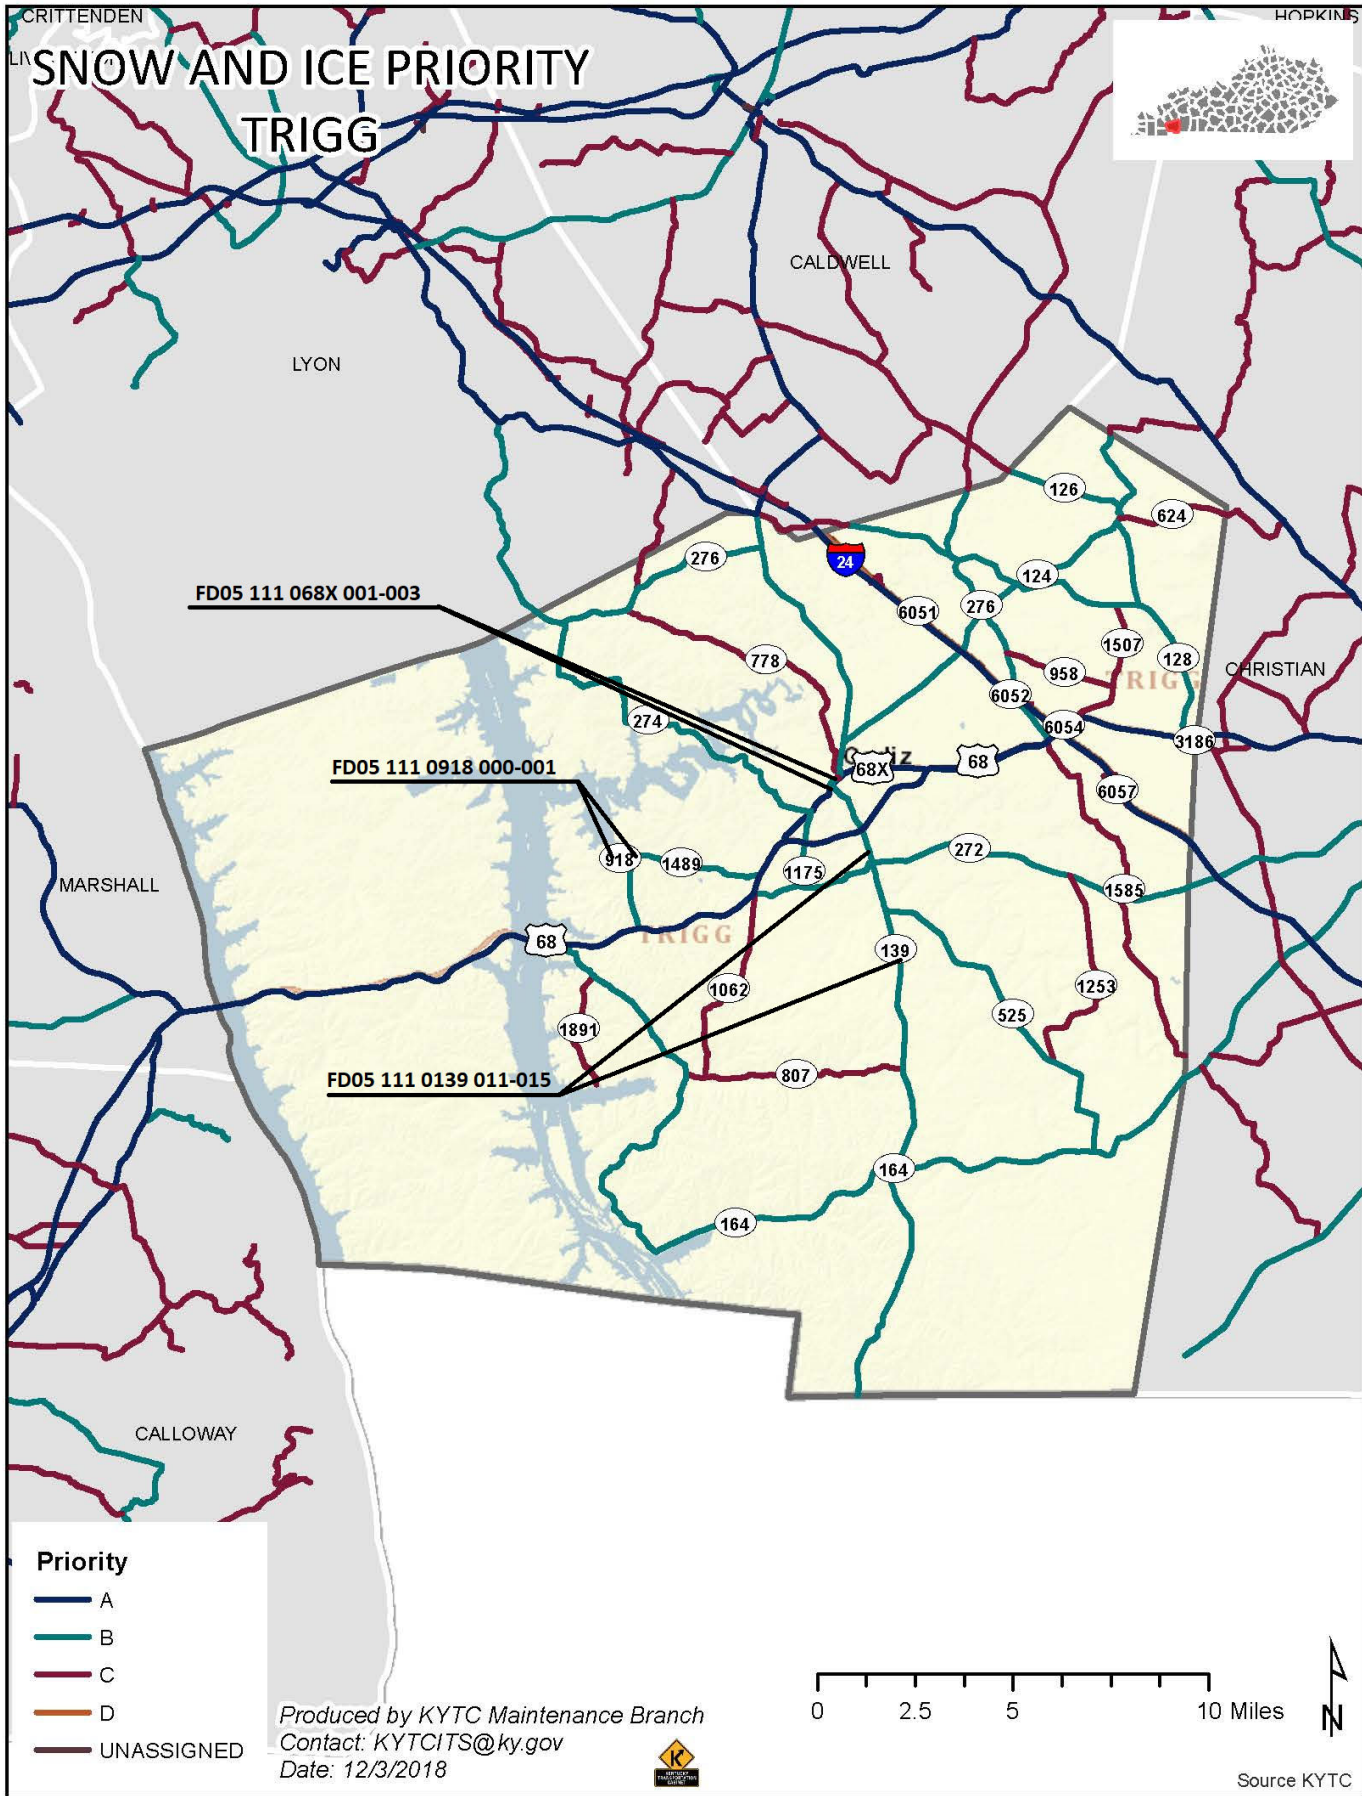 CRITTENDEN
HOPKINS
SNOW AND ICE PRIORITY
TRIGG
CALDWELL
LYON
126
624
276
24
124
FD05 111 068X 001-003
6051
276
1507
778
958
128
CHRISTIAN
TRIGG
6052
274
6054
3186
68X
68
FD05 111 0918 000-001
6057
272
918
1489
1175
MARSHALL
1585
TRIGG
68
139
1062
1253
525
1891
807
FD05 111 0139 011-015
164
164
CALLOWAY
Priority
A
B
C
D
UNASSIGNED
Produced by KYTC Maintenance Branch
Contact: KYTCITS@ky.gov
Date: 12/3/2018
0 2.5 5 10 Miles
N
Source KYTC